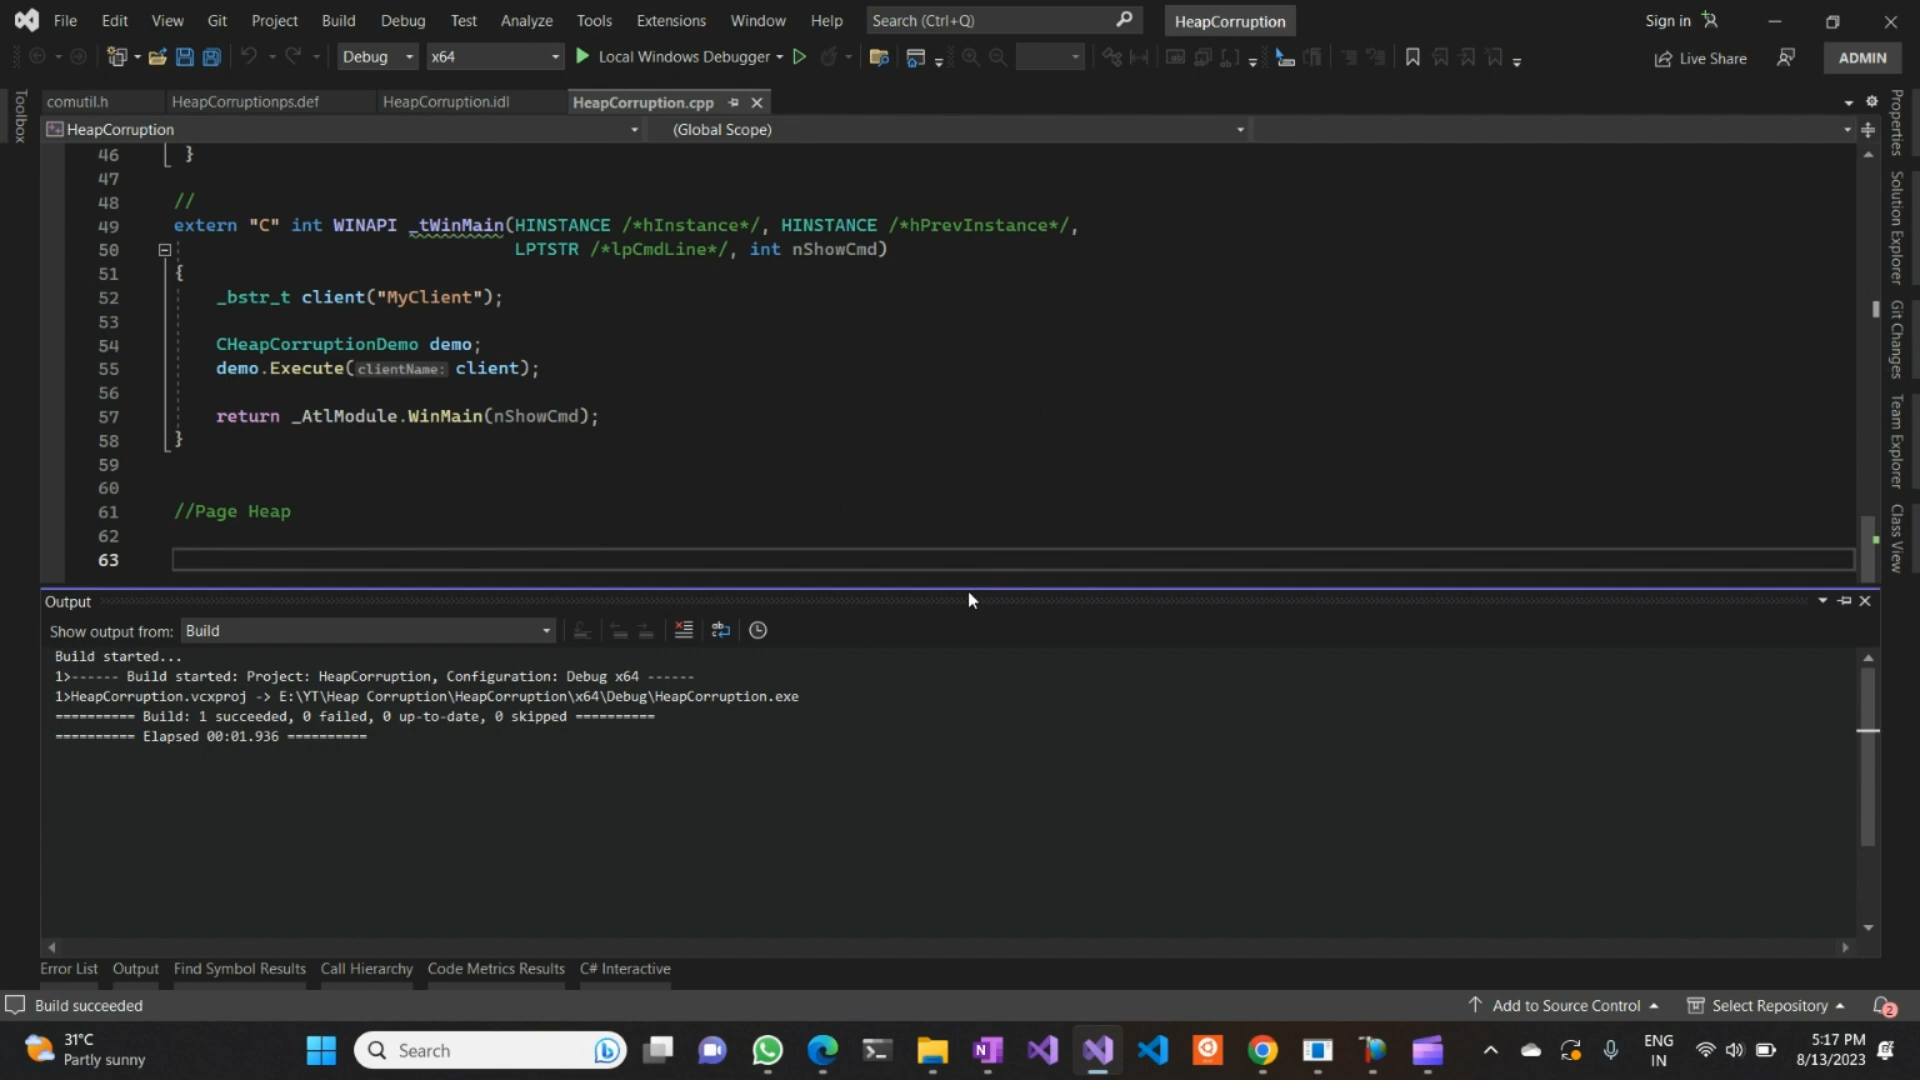 File Edit View Git Project Build Debug Test Analyze Tools Extensions Window Help Search (Ctrl+Q) HeapCorruption Sign in
Debug x64 Local Windows Debugger Live Share ADMIN
Toolbox
comutil.h HeapCorruptionps.def HeapCorruption.idl HeapCorruption.cpp
HeapCorruption (Global Scope)
46 }
47
48 //
49 extern "C" int WINAPI _tWinMain(HINSTANCE /*hInstance*/, HINSTANCE /*hPrevInstance*/,
50 LPTSTR /*lpCmdLine*/, int nShowCmd)
51 {
52 _bstr_t client("MyClient");
53
54 CHeapCorruptionDemo demo;
55 demo.Execute(clientName: client);
56
57 return _AtlModule.WinMain(nShowCmd);
58 }
59
60
61 //Page Heap
62
63
Properties
Solution Explorer
Git Changes
Team Explorer
Class View
Output
Show output from: Build
Build started...
1>------ Build started: Project: HeapCorruption, Configuration: Debug x64 ------
1>HeapCorruption.vcxproj -> E:\YT\Heap Corruption\HeapCorruption\x64\Debug\HeapCorruption.exe
========== Build: 1 succeeded, 0 failed, 0 up-to-date, 0 skipped ==========
========== Elapsed 00:01.936 ==========
Error List Output Find Symbol Results Call Hierarchy Code Metrics Results C# Interactive
Build succeeded Add to Source Control Select Repository 2
31°C
Partly sunny
Search
ENG
IN
5:17 PM
8/13/2023